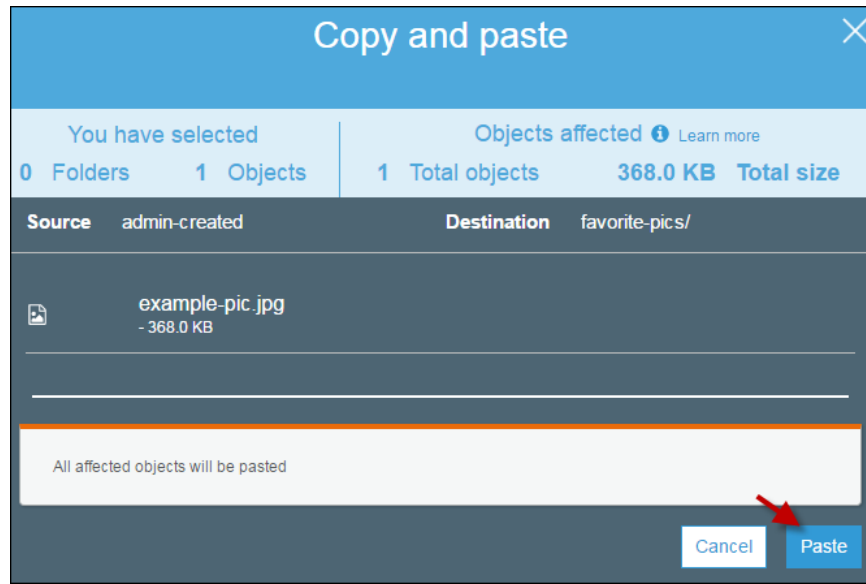 Copy and paste
You have selected
0 Folders 1 Objects
Objects affected Learn more
1 Total objects 368.0 KB Total size
Source admin-created Destination favorite-pics/
example-pic.jpg
- 368.0 KB
All affected objects will be pasted
Cancel Paste